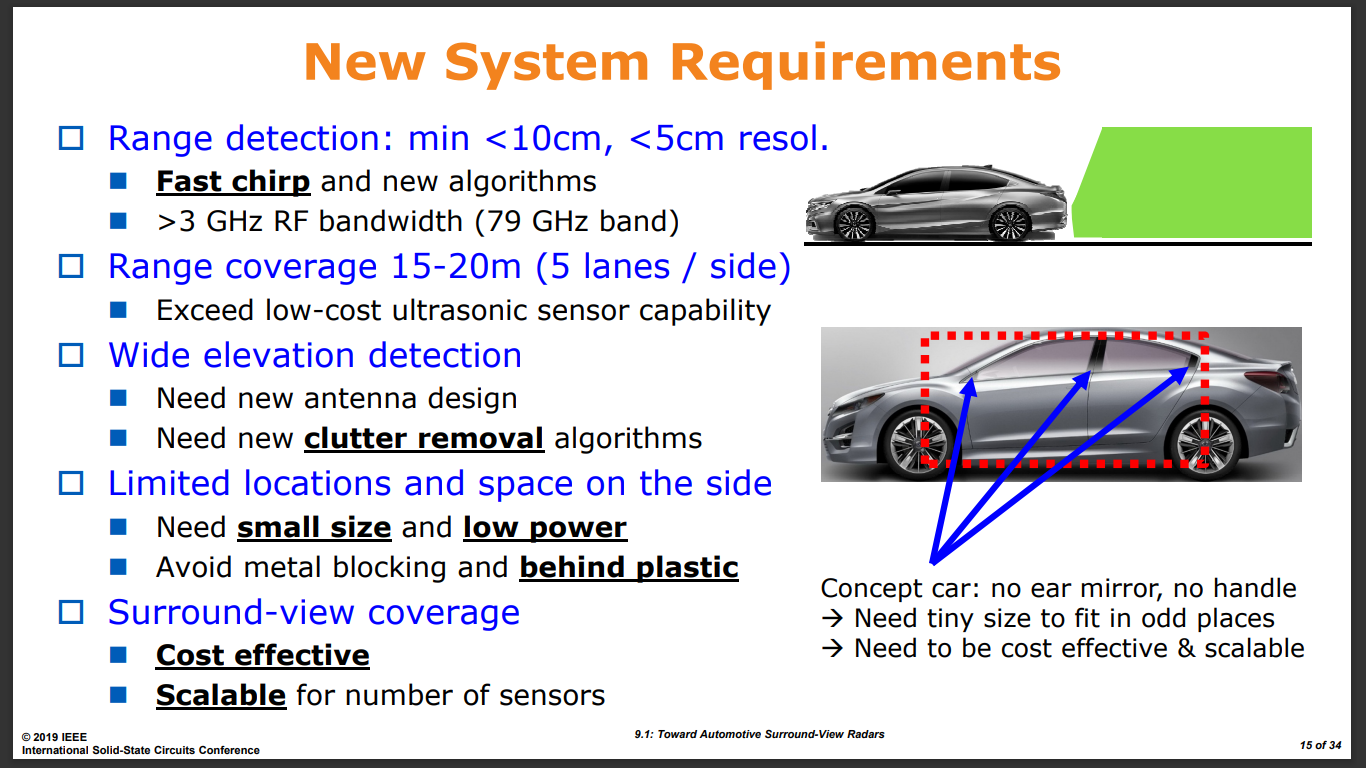 New System Requirements
Range detection: min <10cm, <5cm resol.
Fast chirp and new algorithms
>3 GHz RF bandwidth (79 GHz band)
Range coverage 15-20m (5 lanes / side)
Exceed low-cost ultrasonic sensor capability
Wide elevation detection
Need new antenna design
Need new clutter removal algorithms
Limited locations and space on the side
Need small size and low power
Avoid metal blocking and behind plastic
Surround-view coverage
Cost effective
Scalable for number of sensors
Concept car: no ear mirror, no handle
→ Need tiny size to fit in odd places
→ Need to be cost effective & scalable
© 2019 IEEE
International Solid-State Circuits Conference
9.1: Toward Automotive Surround-View Radars
15 of 34